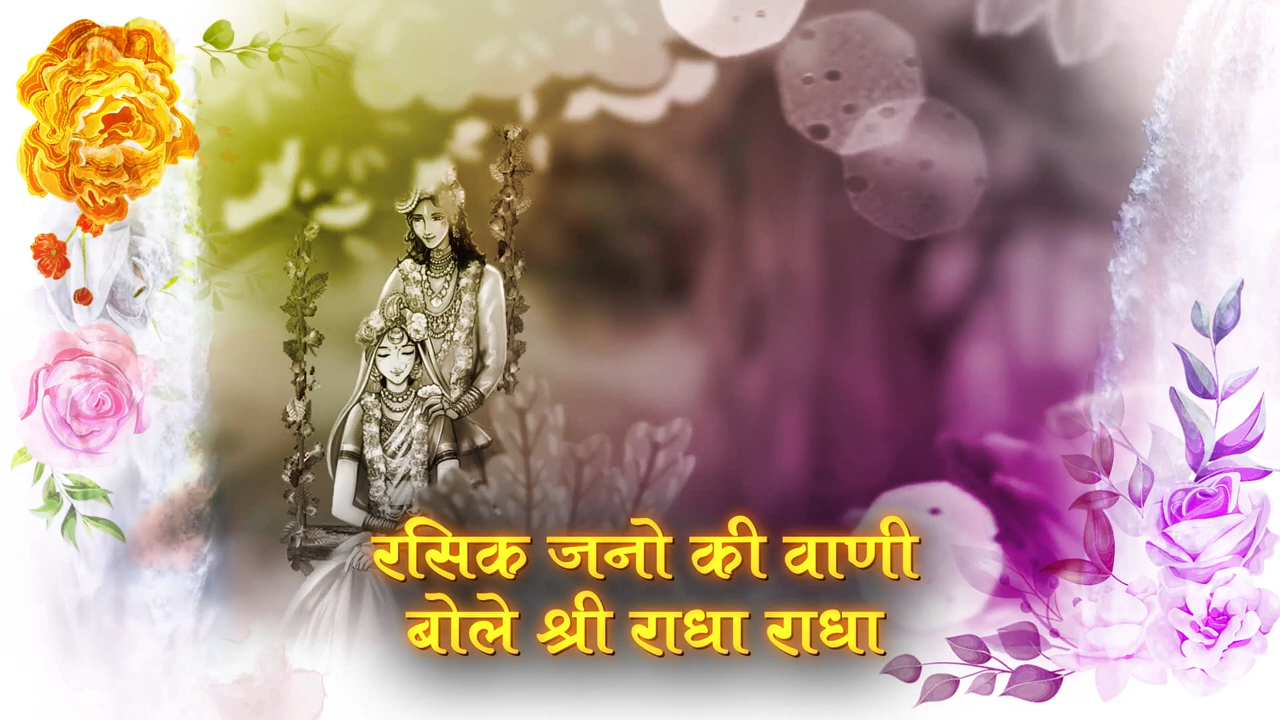 रसिक जनो की वाणी
बोले श्री राधा राधा